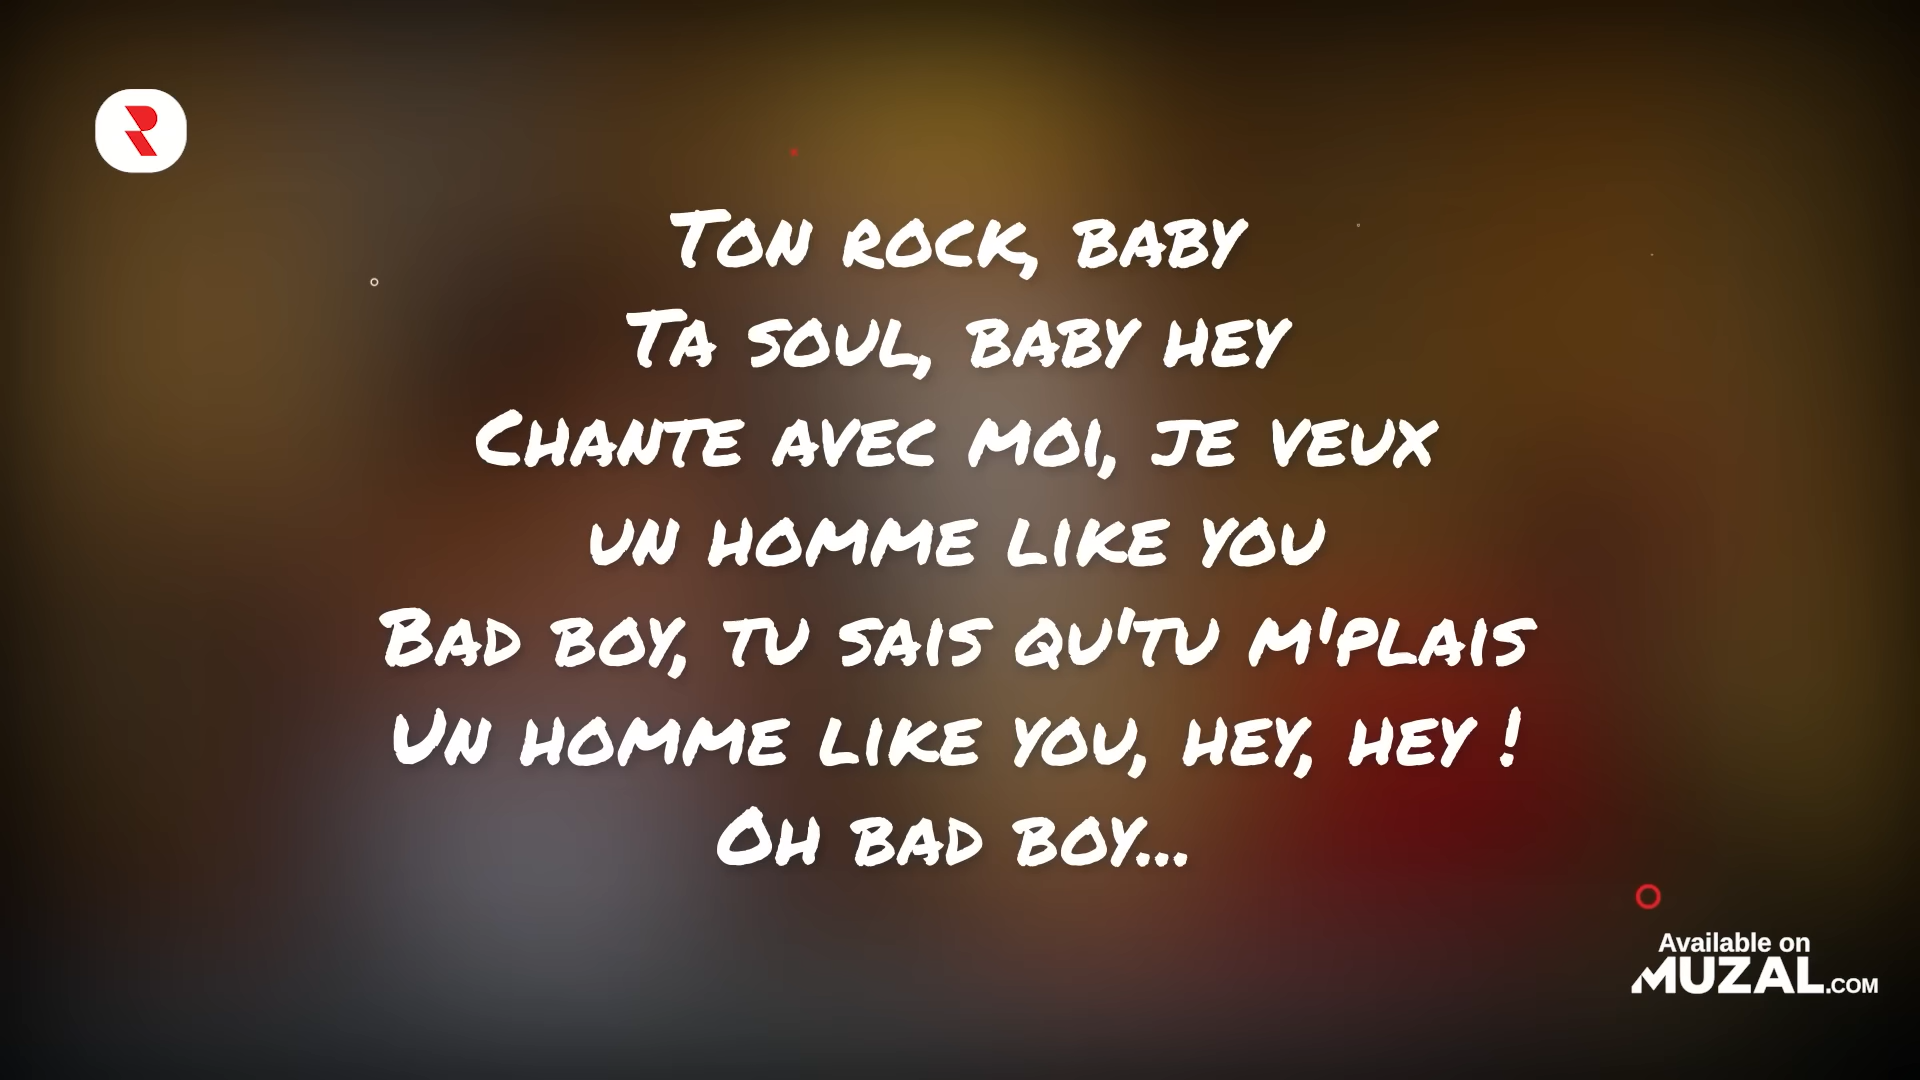 Ton rock, baby
Ta soul, baby hey
Chante avec moi, je veux
un homme like you
Bad boy, tu sais qu'tu m'plais
Un homme like you, hey, hey !
Oh bad boy...
Available on
MUZAL.COM